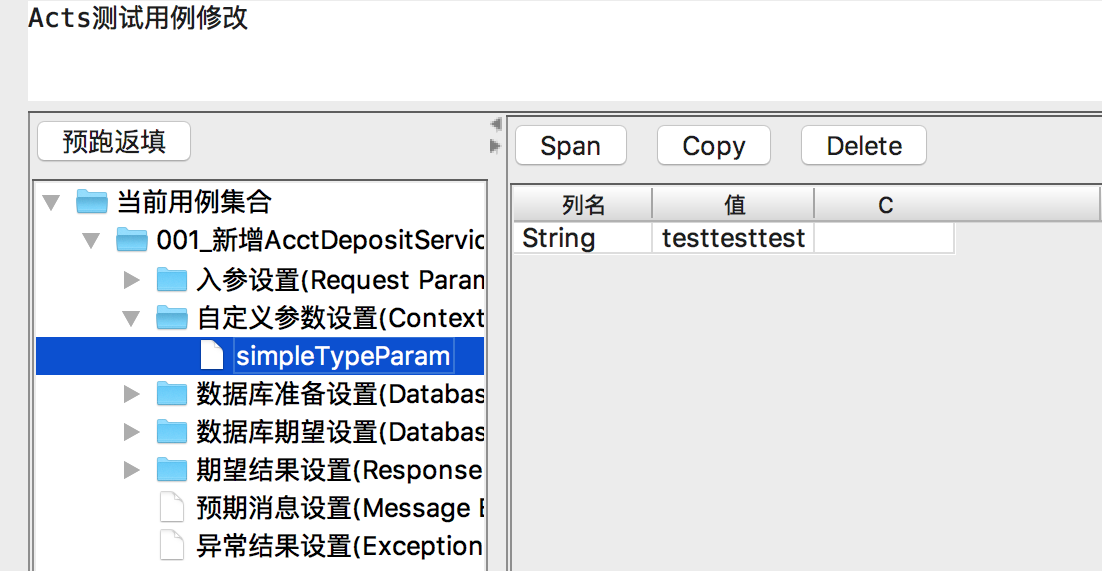 Acts测试用例修改
预跑返填
当前用例集合
001_新增AcctDepositServic
入参设置(Request Param
自定义参数设置(Context
simpleTypeParam
数据库准备设置(Databas
数据库期望设置(Databas
期望结果设置(Response
预期消息设置(Message E
异常结果设置(Exception
Span Copy Delete
列名 值 C
String testtesttest